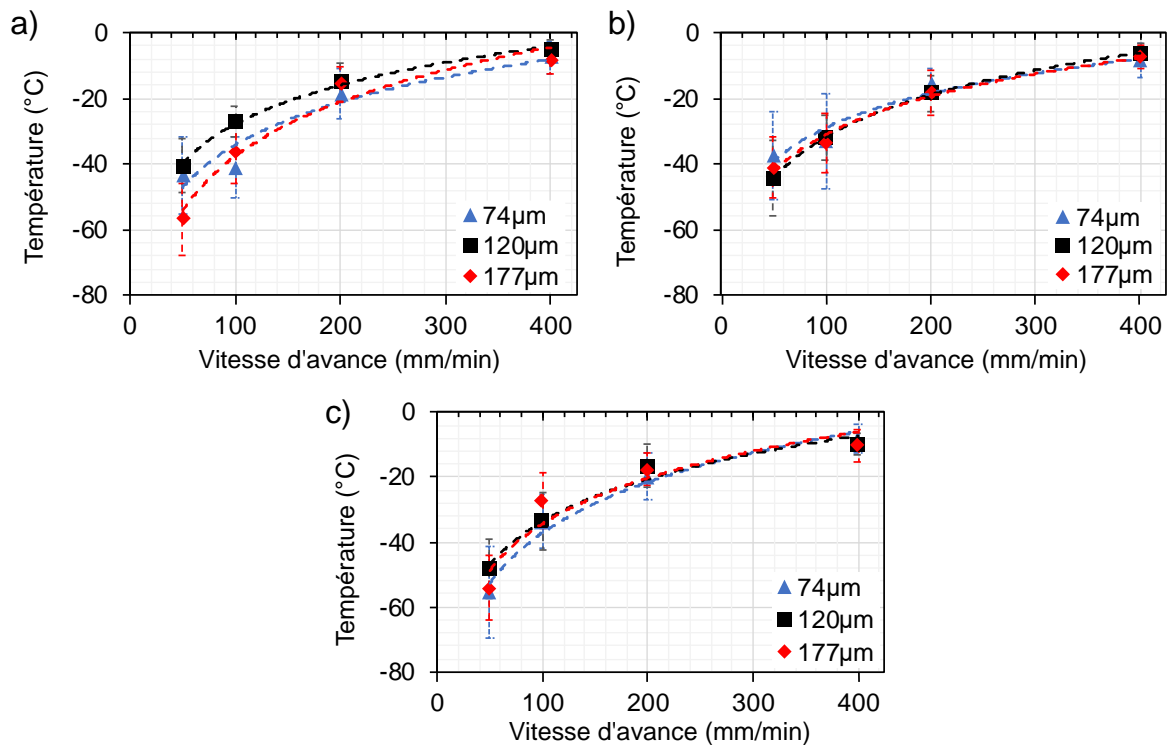 a)
Température (°C)
0
-20
-40
-60
-80
0 100 200 300 400
Vitesse d'avance (mm/min)
74µm
120µm
177µm
b)
Température (°C)
0
-20
-40
-60
-80
0 100 200 300 400
Vitesse d'avance (mm/min)
74µm
120µm
177µm
c)
Température (°C)
0
-20
-40
-60
-80
0 100 200 300 400
Vitesse d'avance (mm/min)
74µm
120µm
177µm